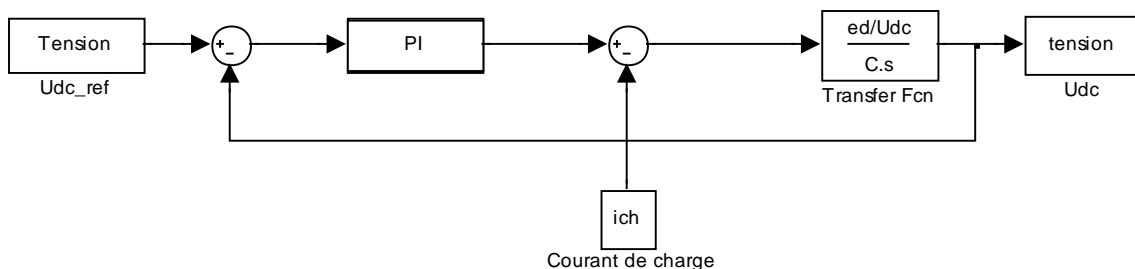 Tension
Udc_ref
+
−
PI
+
−
ed/Udc
C.s
Transfer Fcn
tension
Udc
ich
Courant de charge